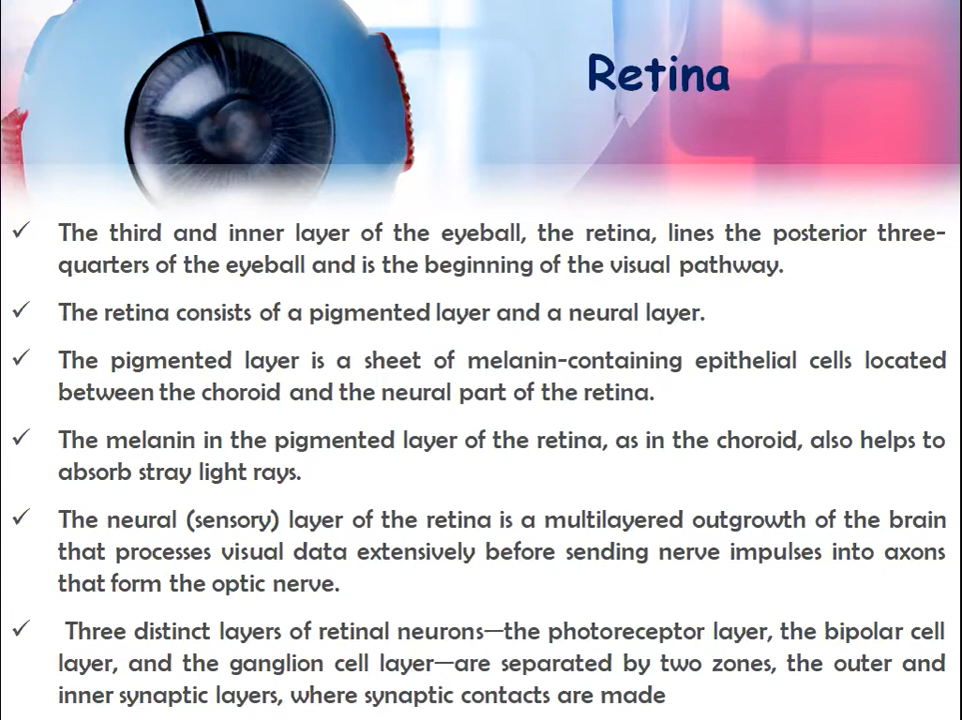 Retina
✓ The third and inner layer of the eyeball, the retina, lines the posterior three-
quarters of the eyeball and is the beginning of the visual pathway.
✓ The retina consists of a pigmented layer and a neural layer.
✓ The pigmented layer is a sheet of melanin-containing epithelial cells located
between the choroid and the neural part of the retina.
✓ The melanin in the pigmented layer of the retina, as in the choroid, also helps to
absorb stray light rays.
✓ The neural (sensory) layer of the retina is a multilayered outgrowth of the brain
that processes visual data extensively before sending nerve impulses into axons
that form the optic nerve.
✓ Three distinct layers of retinal neurons—the photoreceptor layer, the bipolar cell
layer, and the ganglion cell layer—are separated by two zones, the outer and
inner synaptic layers, where synaptic contacts are made